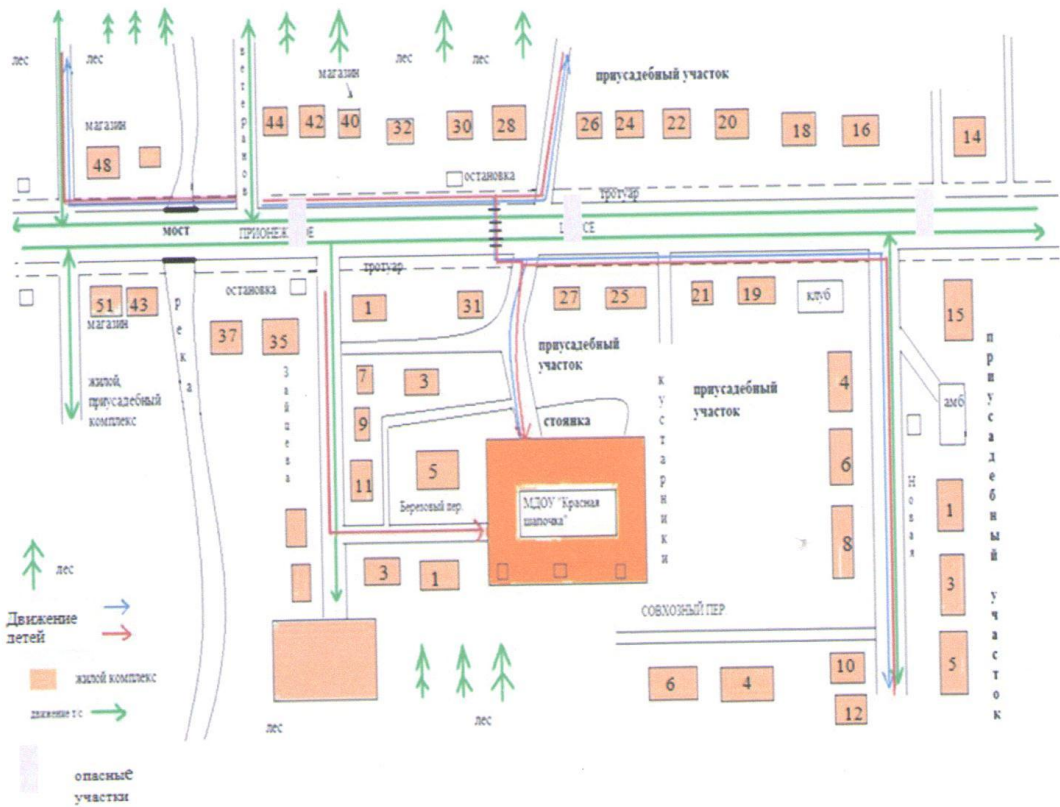 лес
лес
лес
лес
ветеранов
магазин
приусадебный участок
магазин
44
42
40
32
30
28
26
24
22
20
18
16
14
48
остановка
тротуар
мост
тротуар
остановка
51
43
магазин
37
35
1
31
27
25
21
19
клуб
15
река
жилой,
приусадебный
комплекс
Зайцева
7
3
9
5
11
приусадебный
участок
стоянка
кустарники
приусадебный
участок
4
6
8
амб
Новая
1
3
5
приусадебный участок
Березовый пер.
МДОУ "Красная
шапочка"
3
1
СОВХОЗНЫЙ ПЕР
6
4
10
12
лес
лес
лес
Движение
детей
жилой комплекс
движение т/с
опасные
участки